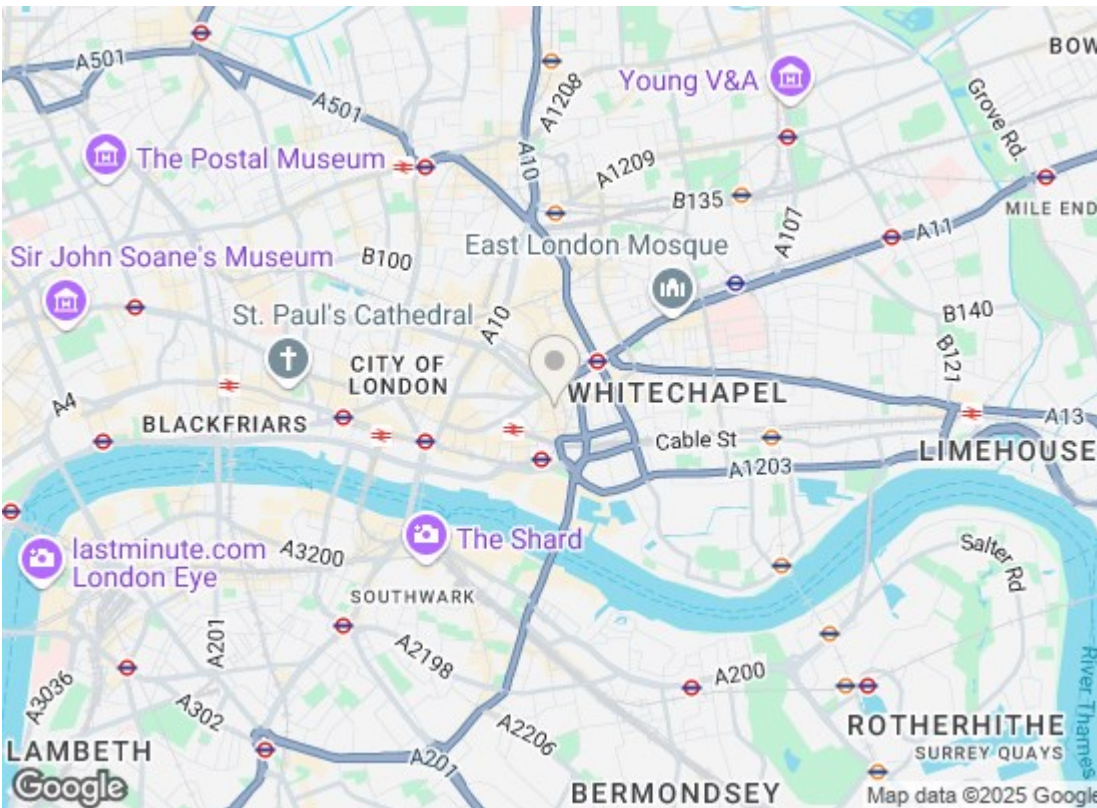 BOW
A501
A1208
Young V&A
A501
Grove Rd.
The Postal Museum
A10
A1209
B135
A107
MILE END
A11
Sir John Soane's Museum
B100
East London Mosque
St. Paul's Cathedral
A10
B140
CITY OF
LONDON
B121
WHITECHAPEL
A4
BLACKFRIARS
A13
Cable St
LIMEHOUSE
A1203
lastminute.com
London Eye
A3200
The Shard
Salter Rd
SOUTHWARK
A201
A2198
A200
River Thames
A3036
A302
A2206
ROTHERHITHE
SURREY QUAYS
LAMBETH
A201
BERMONDSEY
Google
Map data ©2025 Google